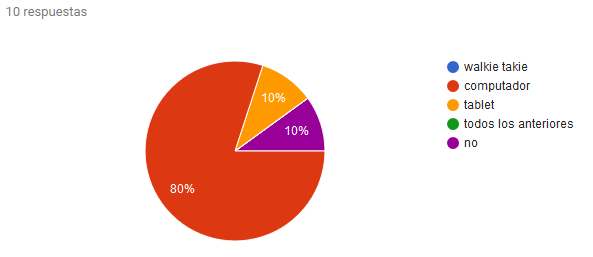 10 respuestas
walkie takie
computador
tablet
todos los anteriores
no
10%
10%
80%